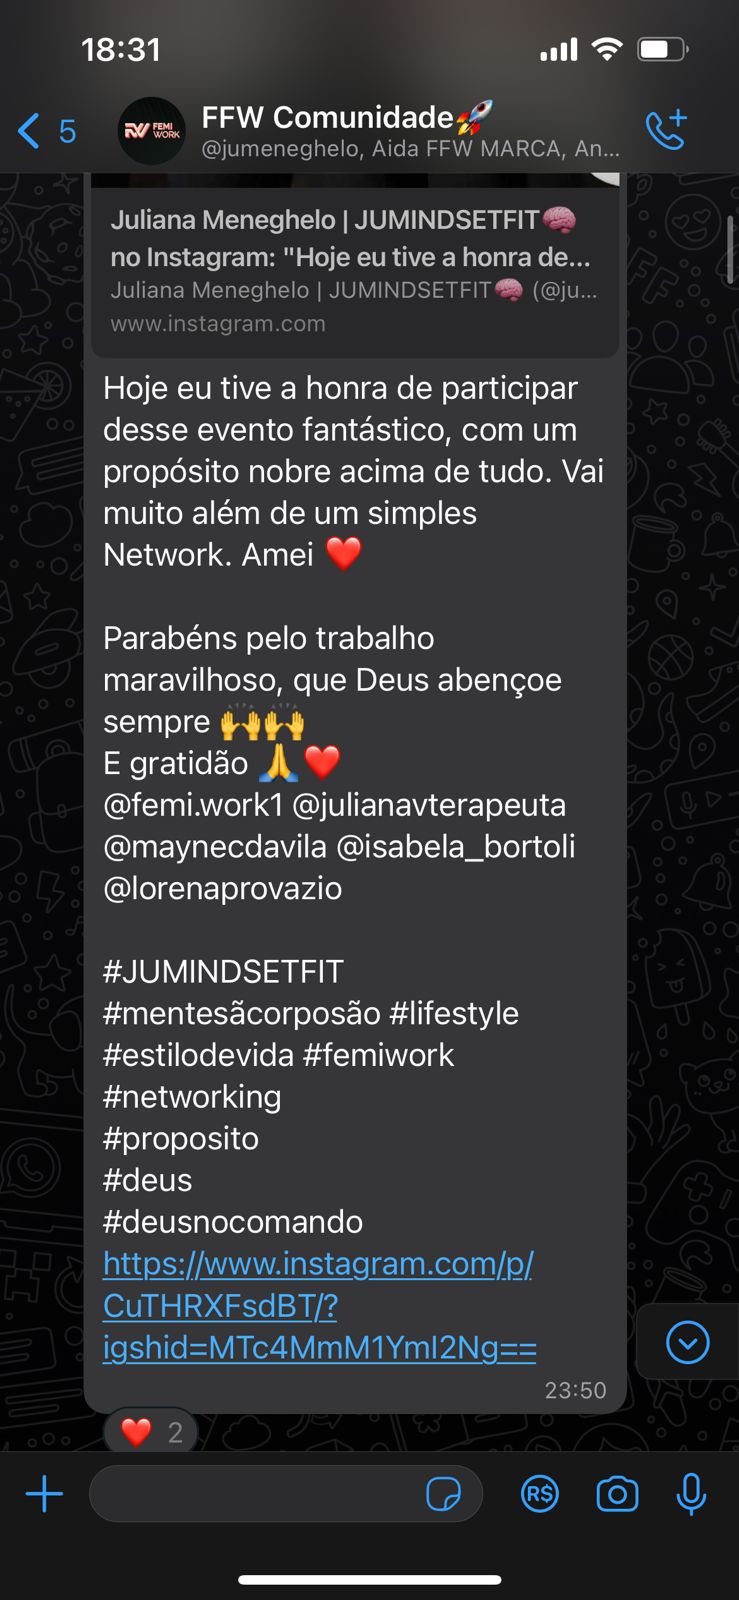 18:31
5
FEMI
WORK
FFW Comunidade🚀
@jumeneghelo, Aida FFW MARCA, An...
Juliana Meneghelo | JUMINDSETFIT🧠
no Instagram: "Hoje eu tive a honra de...
Juliana Meneghelo | JUMINDSETFIT🧠 (@ju...
www.instagram.com
Hoje eu tive a honra de participar
desse evento fantástico, com um
propósito nobre acima de tudo. Vai
muito além de um simples
Network. Amei ❤️
Parabéns pelo trabalho
maravilhoso, que Deus abençoe
sempre 🙌🙌
E gratidão 🙏❤️
@femi.work1 @julianavterapeuta
@maynecdavila @isabela_bortoli
@lorenaprovazio
#JUMINDSETFIT
#mentesãcorposão #lifestyle
#estilodevida #femiwork
#networking
#proposito
#deus
#deusnocomando
https://www.instagram.com/p/
CuTHRXFsdBT/?
igshid=MTc4MmM1YmI2Ng==
23:50
❤️ 2
R$